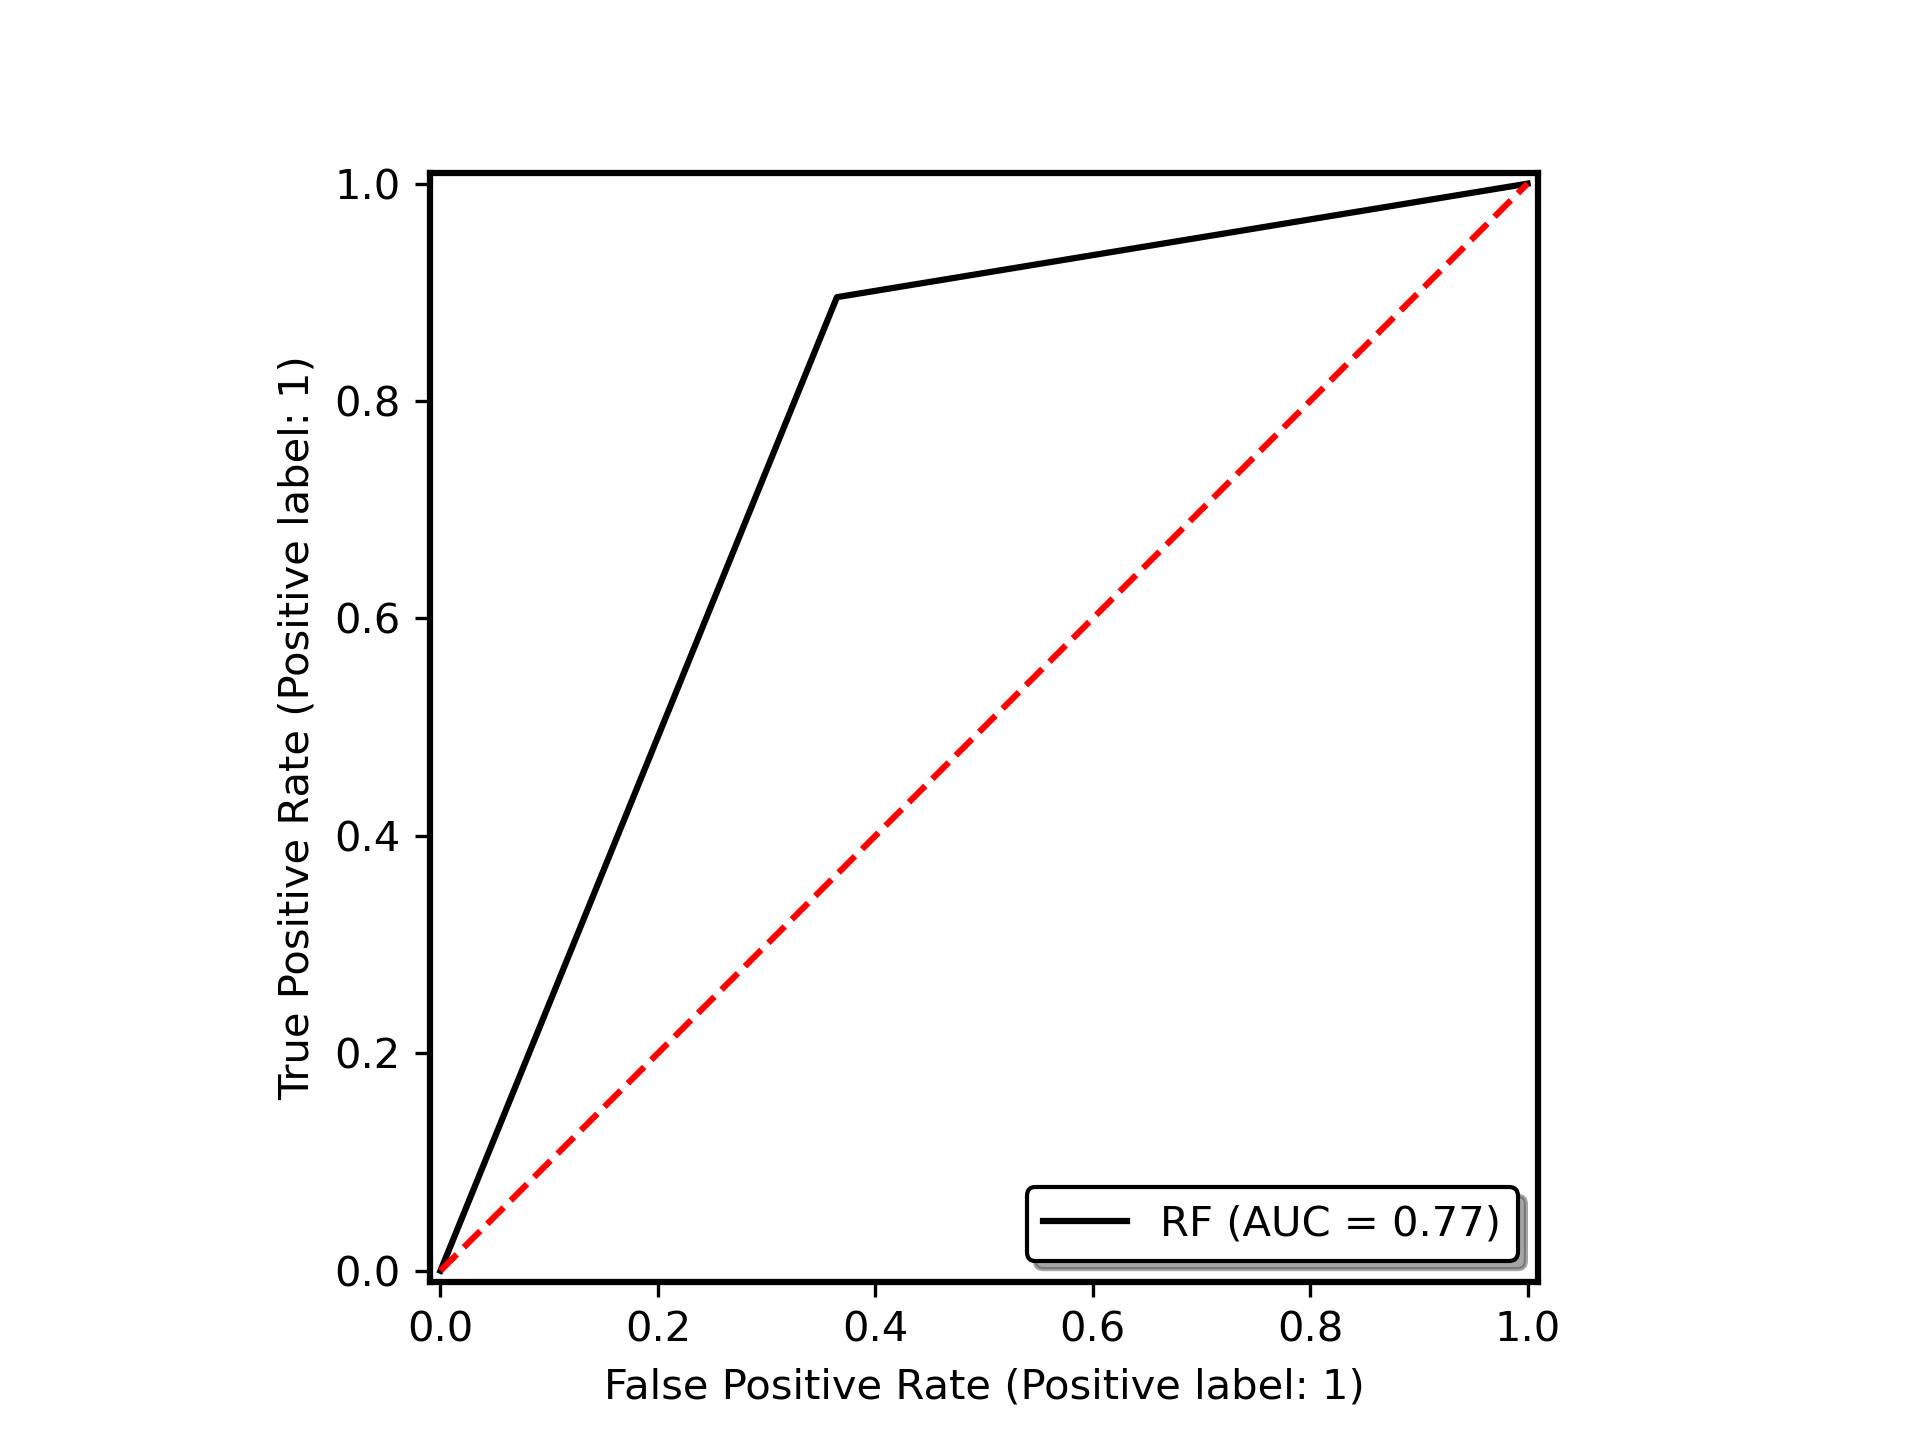 1.0
0.8
0.6
0.4
0.2
0.0
True Positive Rate (Positive label: 1)
RF (AUC = 0.77)
0.0 0.2 0.4 0.6 0.8 1.0
False Positive Rate (Positive label: 1)